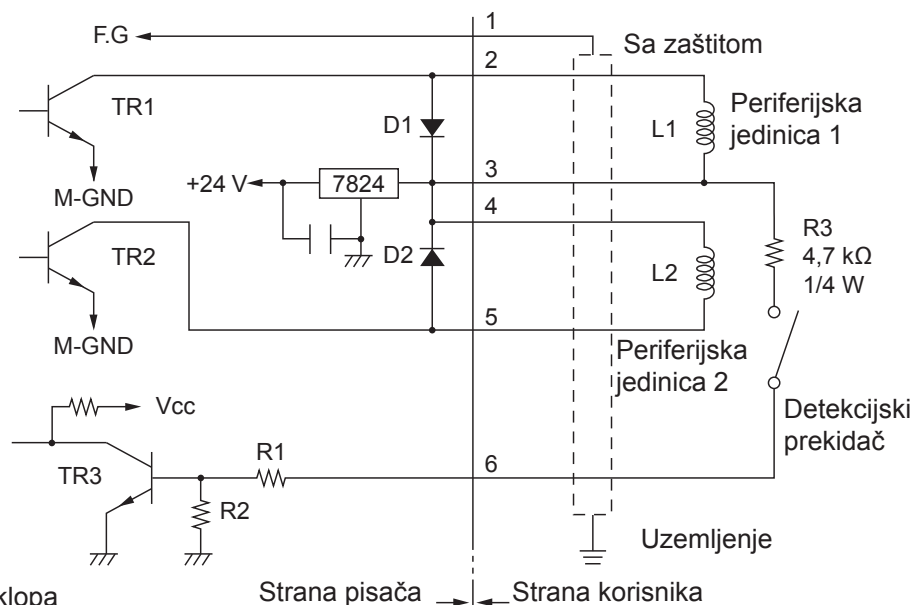 F.G
1
Sa zaštitom
2
TR1
D1
L1
Periferijska
jedinica 1
M-GND
+24 V
7824
3
4
TR2
D2
L2
R3
4,7 kΩ
1/4 W
M-GND
5
Periferijska
jedinica 2
Vcc
Detekcijski
prekidač
TR3
R1
6
R2
Uzemljenje
klopa
Strana pisača
Strana korisnika